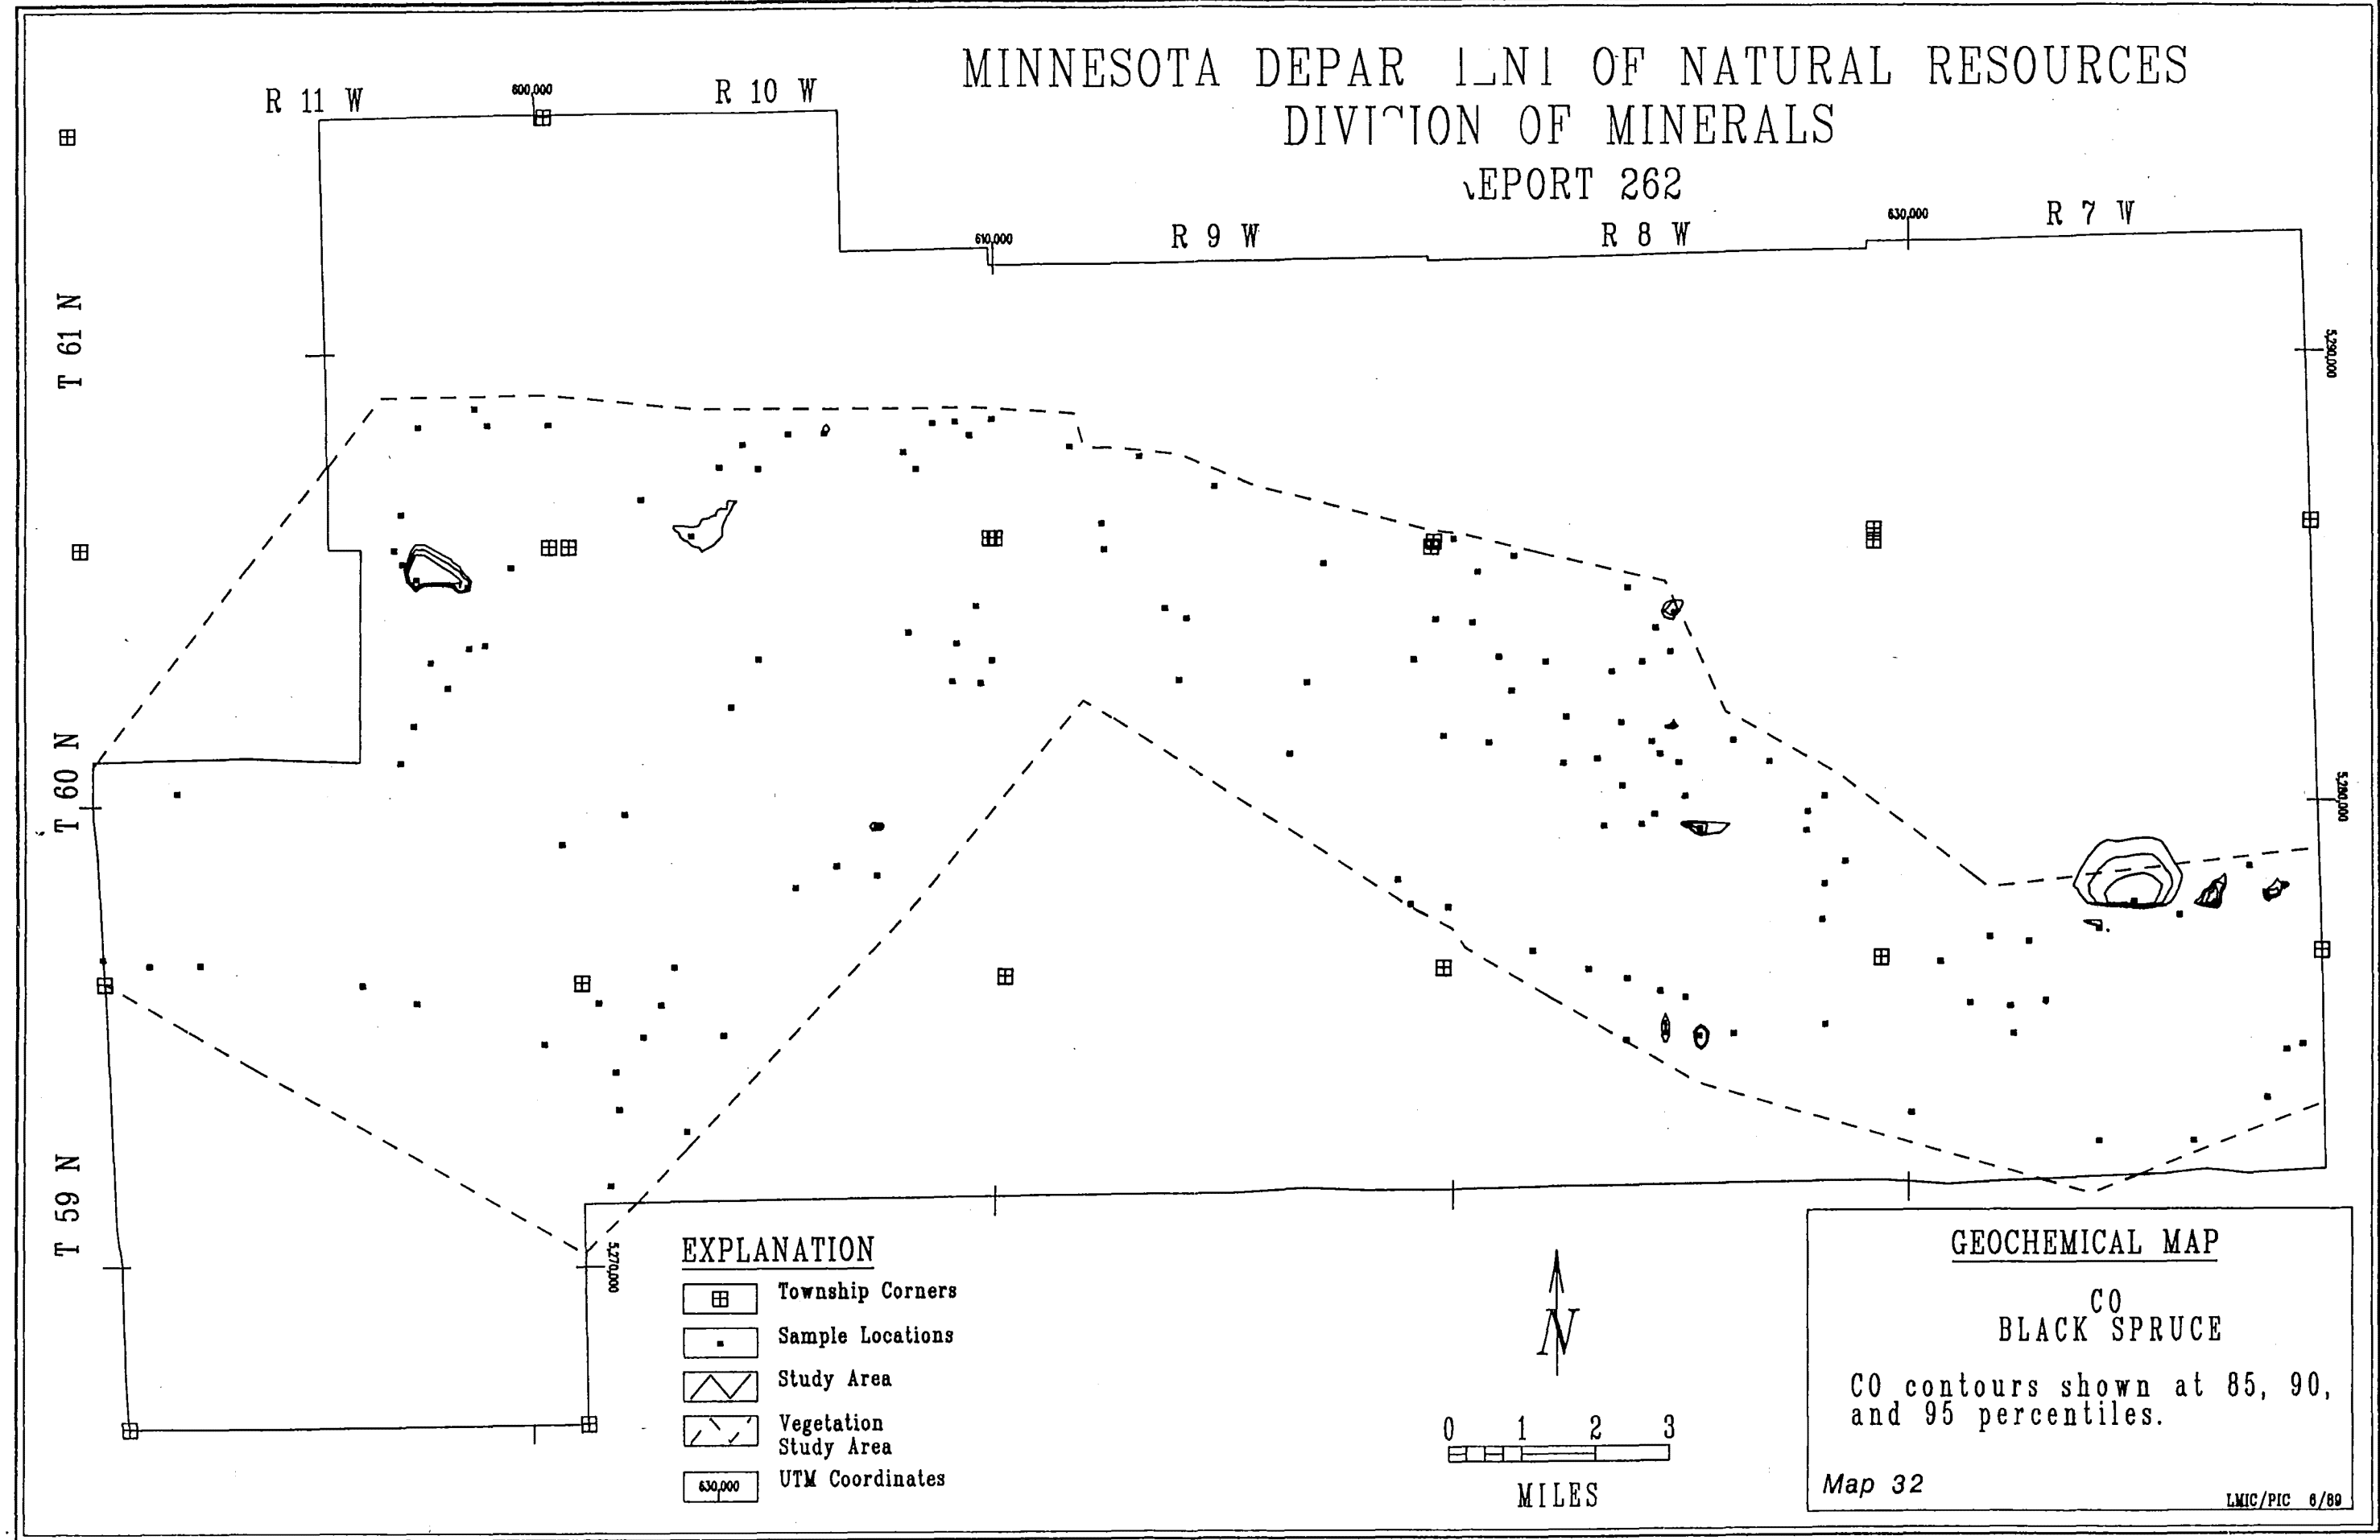 MINNESOTA OF NATURAL RESOURCES
OF MINERALS
262
R 11 W
600,000
R 10 W
610,000
R 9 W
R 8 W
630,000
R 7 W
T 61 N
5,290,000
T 60 N
5,280,000
T 59 N
5,270,000
EXPLANATION
Township Corners
Sample Locations
Study Area
Vegetation
Study Area
630,000
UTM Coordinates
N
0 1 2 3
MILES
GEOCHEMICAL MAP
CO
BLACK SPRUCE
CO contours shown at 85, 90,
and 95 percentiles.
Map 32
LMIC/PIC 6/89